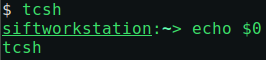 $ tcsh
siftworkstation:~> echo $0
tcsh